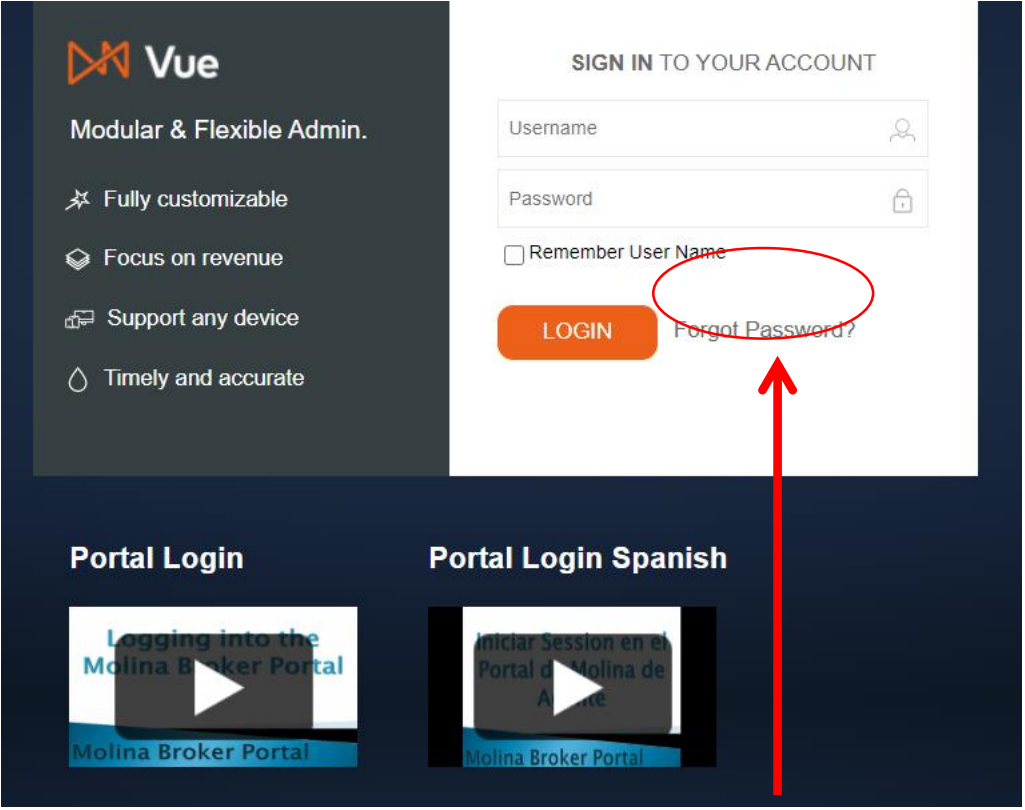 Vue
Modular & Flexible Admin.
Fully customizable
Focus on revenue
Support any device
Timely and accurate
SIGN IN TO YOUR ACCOUNT
Username
Password
Remember User Name
LOGIN
Forgot Password?
Portal Login
Logging into the
Molina Broker Portal
Molina Broker Portal
Portal Login Spanish
Iniciar Session en el
Portal de Molina de
Agente
Molina Broker Portal